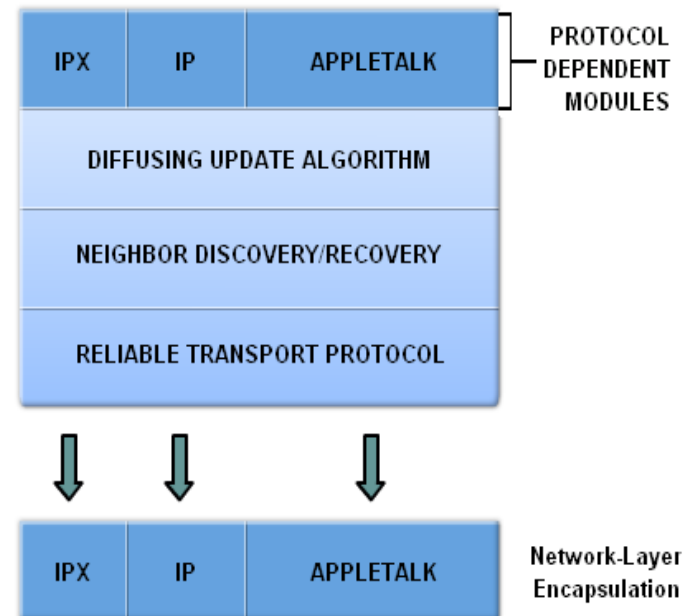 IPX IP APPLETALK
PROTOCOL
DEPENDENT
MODULES
DIFFUSING UPDATE ALGORITHM
NEIGHBOR DISCOVERY/RECOVERY
RELIABLE TRANSPORT PROTOCOL
IPX IP APPLETALK
Network-Layer
Encapsulation